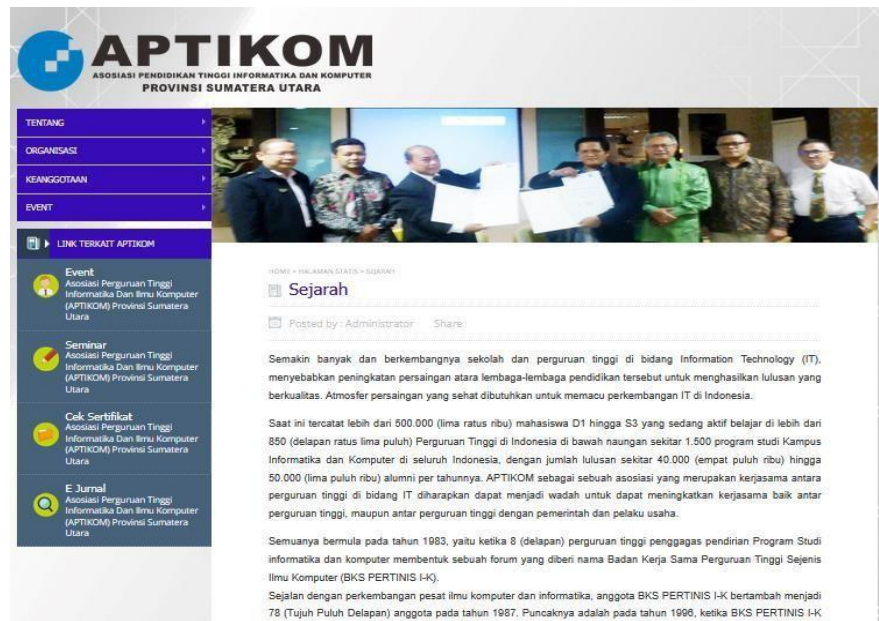 APTIKOM
ASOSIASI PENDIDIKAN TINGGI INFORMATIKA DAN KOMPUTER
PROVINSI SUMATERA UTARA
TENTANG
ORGANISASI
KEANGGOTAAN
EVENT
LINK TERKAIT APTIKOM
Event
Asosiasi Perguruan Tinggi
Informatika Dan Ilmu Komputer
(APTIKOM) Provinsi Sumatera
Utara
Seminar
Asosiasi Perguruan Tinggi
Informatika Dan Ilmu Komputer
(APTIKOM) Provinsi Sumatera
Utara
Cek Sertifikat
Asosiasi Perguruan Tinggi
Informatika Dan Ilmu Komputer
(APTIKOM) Provinsi Sumatera
Utara
E Jurnal
Asosiasi Perguruan Tinggi
Informatika Dan Ilmu Komputer
(APTIKOM) Provinsi Sumatera
Utara
HOME » HALAMAN STATIS » SEJARAH
Sejarah
Posted by : Administrator Share
Semakin banyak dan berkembangnya sekolah dan perguruan tinggi di bidang Information Technology (IT),
menyebabkan peningkatan persaingan atara lembaga-lembaga pendidikan tersebut untuk menghasilkan lulusan yang
berkualitas. Atmosfer persaingan yang sehat dibutuhkan untuk memacu perkembangan IT di Indonesia.
Saat ini tercatat lebih dari 500.000 (lima ratus ribu) mahasiswa D1 hingga S3 yang sedang aktif belajar di lebih dari
850 (delapan ratus lima puluh) Perguruan Tinggi di Indonesia di bawah naungan sekitar 1.500 program studi Kampus
Informatika dan Komputer di seluruh Indonesia, dengan jumlah lulusan sekitar 40.000 (empat puluh ribu) hingga
50.000 (lima puluh ribu) alumni per tahunnya. APTIKOM sebagai sebuah asosiasi yang merupakan kerjasama antara
perguruan tinggi di bidang IT diharapkan dapat menjadi wadah untuk dapat meningkatkan kerjasama baik antar
perguruan tinggi, maupun antar perguruan tinggi dengan pemerintah dan pelaku usaha.
Semuanya bermula pada tahun 1983, yaitu ketika 8 (delapan) perguruan tinggi penggagas pendirian Program Studi
informatika dan komputer membentuk sebuah forum yang diberi nama Badan Kerja Sama Perguruan Tinggi Sejenis
Ilmu Komputer (BKS PERTINIS I-K).
Sejalan dengan perkembangan pesat ilmu komputer dan informatika, anggota BKS PERTINIS I-K bertambah menjadi
78 (Tujuh Puluh Delapan) anggota pada tahun 1987. Puncaknya adalah pada tahun 1996, ketika BKS PERTINIS I-K